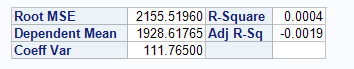 Root MSE 2155.51960 R-Square 0.0004
Dependent Mean 1928.61765 Adj R-Sq -0.0019
Coeff Var 111.76500